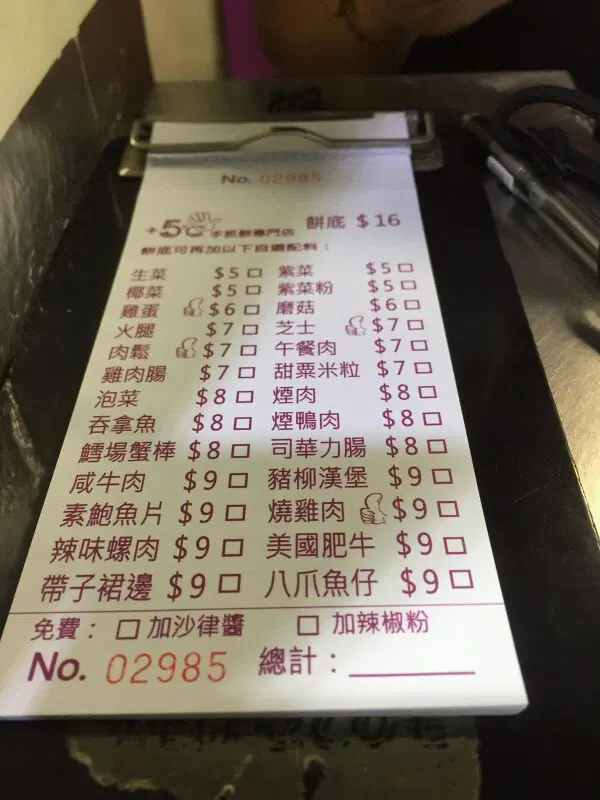 No. 02985
+50 手抓餅專門店 餅底 $16
餅底可再加以下自選配料：
生菜 $5 □ 紫菜 $5 □
椰菜 $5 □ 紫菜粉 $5 □
雞蛋 $6 □ 磨菇 $6 □
火腿 $7 □ 芝士 $7 □
肉鬆 $7 □ 午餐肉 $7 □
雞肉腸 $7 □ 甜粟米粒 $7 □
泡菜 $8 □ 煙肉 $8 □
吞拿魚 $8 □ 煙鴨肉 $8 □
鱈場蟹棒 $8 □ 司華力腸 $8 □
咸牛肉 $9 □ 豬柳漢堡 $9 □
素鮑魚片 $9 □ 燒雞肉 $9 □
辣味螺肉 $9 □ 美國肥牛 $9 □
帶子裙邊 $9 □ 八爪魚仔 $9 □
免費： □ 加沙律醬 □ 加辣椒粉
No. 02985 總計：